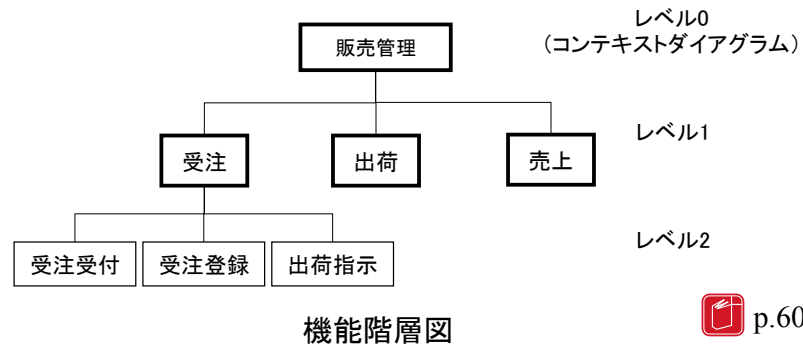 レベル0
(コンテキストダイアグラム)
販売管理
レベル1
受注
出荷
売上
レベル2
受注受付
受注登録
出荷指示
機能階層図
p.60